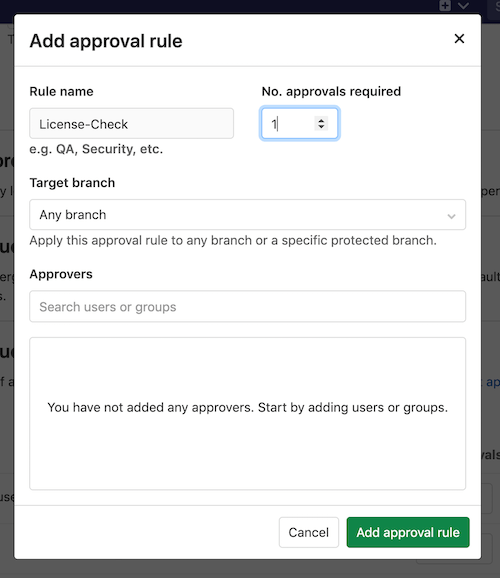 Add approval rule
Rule name
No. approvals required
License-Check
1
e.g. QA, Security, etc.
Target branch
Any branch
Apply this approval rule to any branch or a specific protected branch.
Approvers
Search users or groups
You have not added any approvers. Start by adding users or groups.
Cancel
Add approval rule